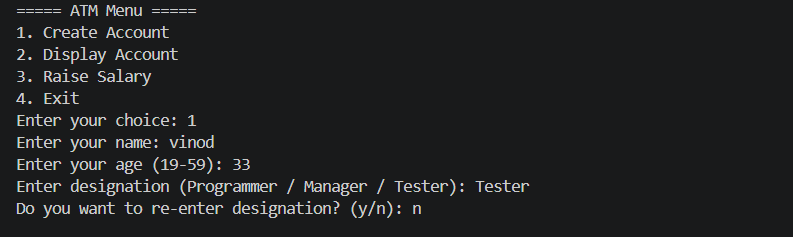 ===== ATM Menu =====
1. Create Account
2. Display Account
3. Raise Salary
4. Exit
Enter your choice: 1
Enter your name: vinod
Enter your age (19-59): 33
Enter designation (Programmer / Manager / Tester): Tester
Do you want to re-enter designation? (y/n): n